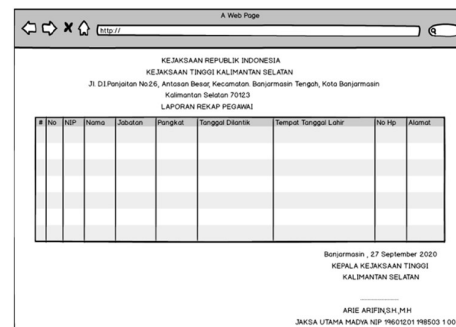 A Web Page
http://
KEJAKSAAN REPUBLIK INDONESIA
KEJAKSAAN TINGGI KALIMANTAN SELATAN
Jl. D.I.Panjaitan No.26, Antasan Besar, Kecamatan. Banjarmasin Tengah, Kota Banjarmasin
Kalimantan Selatan 70123
LAPORAN REKAP PEGAWAI
# No NIP Nama Jabatan Pangkat Tanggal Dilantik Tempat Tanggal Lahir No Hp Alamat
Banjarmasin , 27 September 2020
KEPALA KEJAKSAAN TINGGI
KALIMANTAN SELATAN
ARIE ARIFIN,S.H.,M.H
JAKSA UTAMA MADYA NIP 19601201 198503 1 00